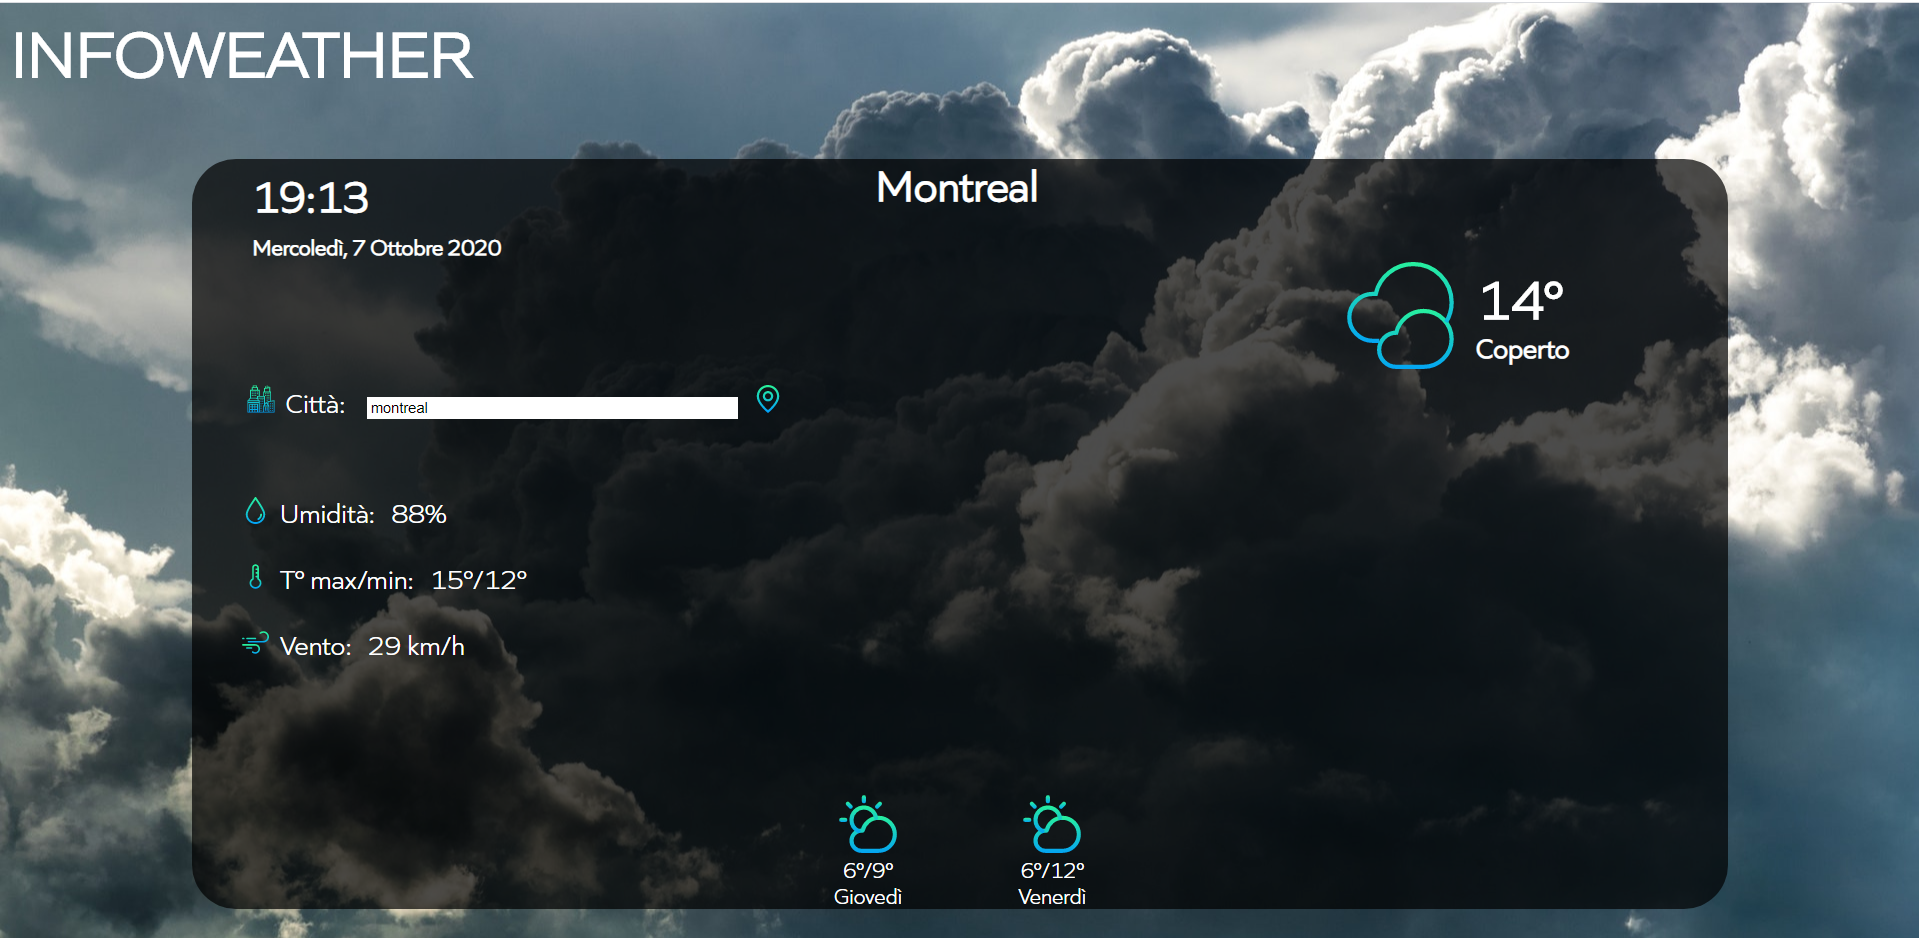 INFOWEATHER
19:13
Montreal
Mercoledì, 7 Ottobre 2020
14°
Coperto
Città: montreal
Umidità: 88%
T° max/min: 15°/12°
Vento: 29 km/h
6°/9° 6°/12°
Giovedì Venerdì